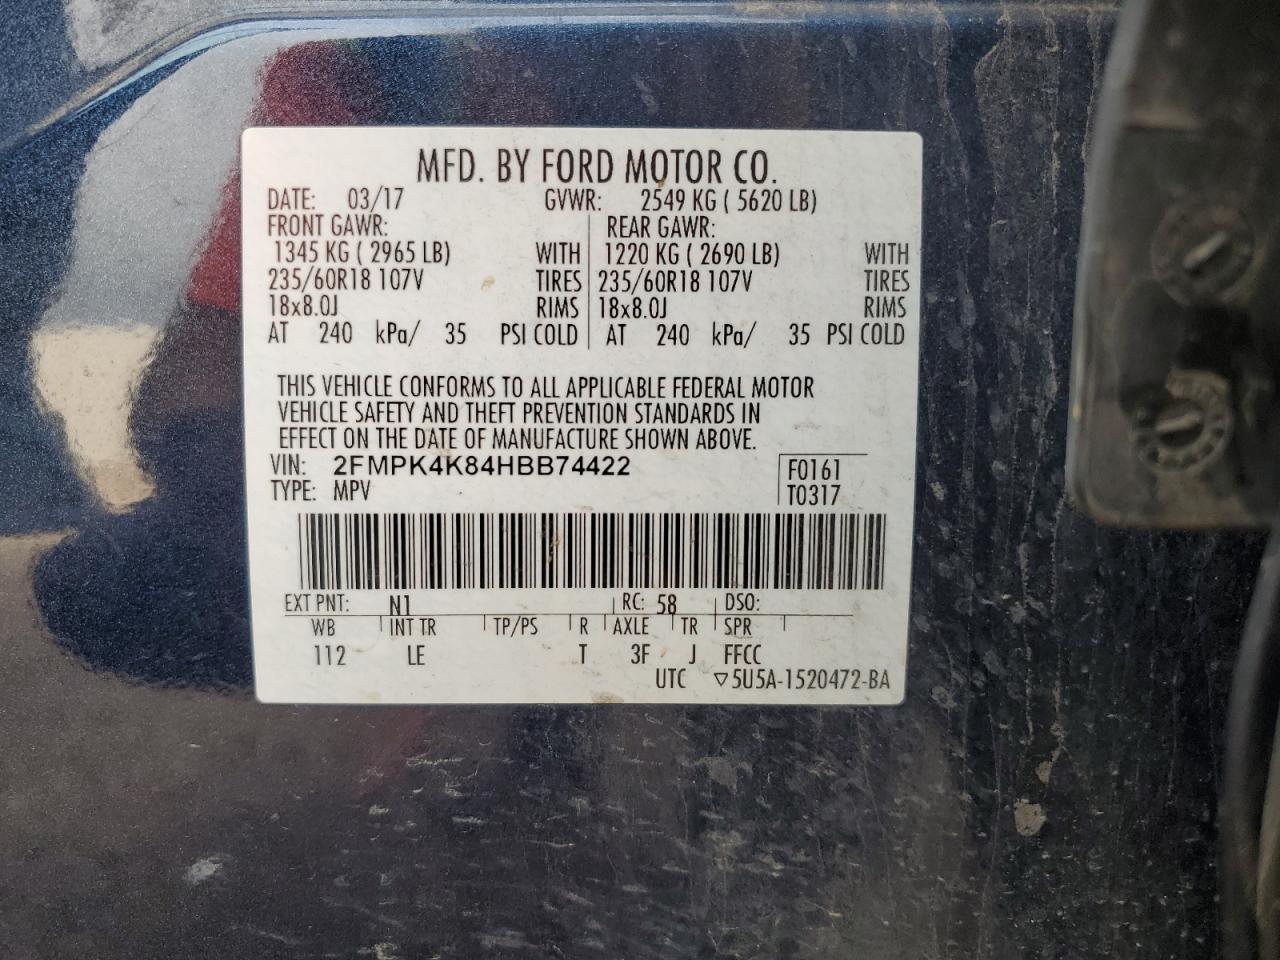 MFD. BY FORD MOTOR CO.
DATE: 03/17 GVWR: 2549 KG ( 5620 LB)
FRONT GAWR: REAR GAWR:
1345 KG ( 2965 LB) WITH 1220 KG ( 2690 LB) WITH
235/60R18 107V TIRES 235/60R18 107V TIRES
18x8.0J RIMS 18x8.0J RIMS
AT 240 kPa/ 35 PSI COLD AT 240 kPa/ 35 PSI COLD
THIS VEHICLE CONFORMS TO ALL APPLICABLE FEDERAL MOTOR
VEHICLE SAFETY AND THEFT PREVENTION STANDARDS IN
EFFECT ON THE DATE OF MANUFACTURE SHOWN ABOVE.
VIN: 2FMPK4K84HBB74422 F0161
TYPE: MPV T0317
EXT PNT: N1 RC: 58 DSO:
WB INT TR TP/PS R AXLE TR SPR
112 LE T 3F J FFCC
UTC ▽5U5A-1520472-BA